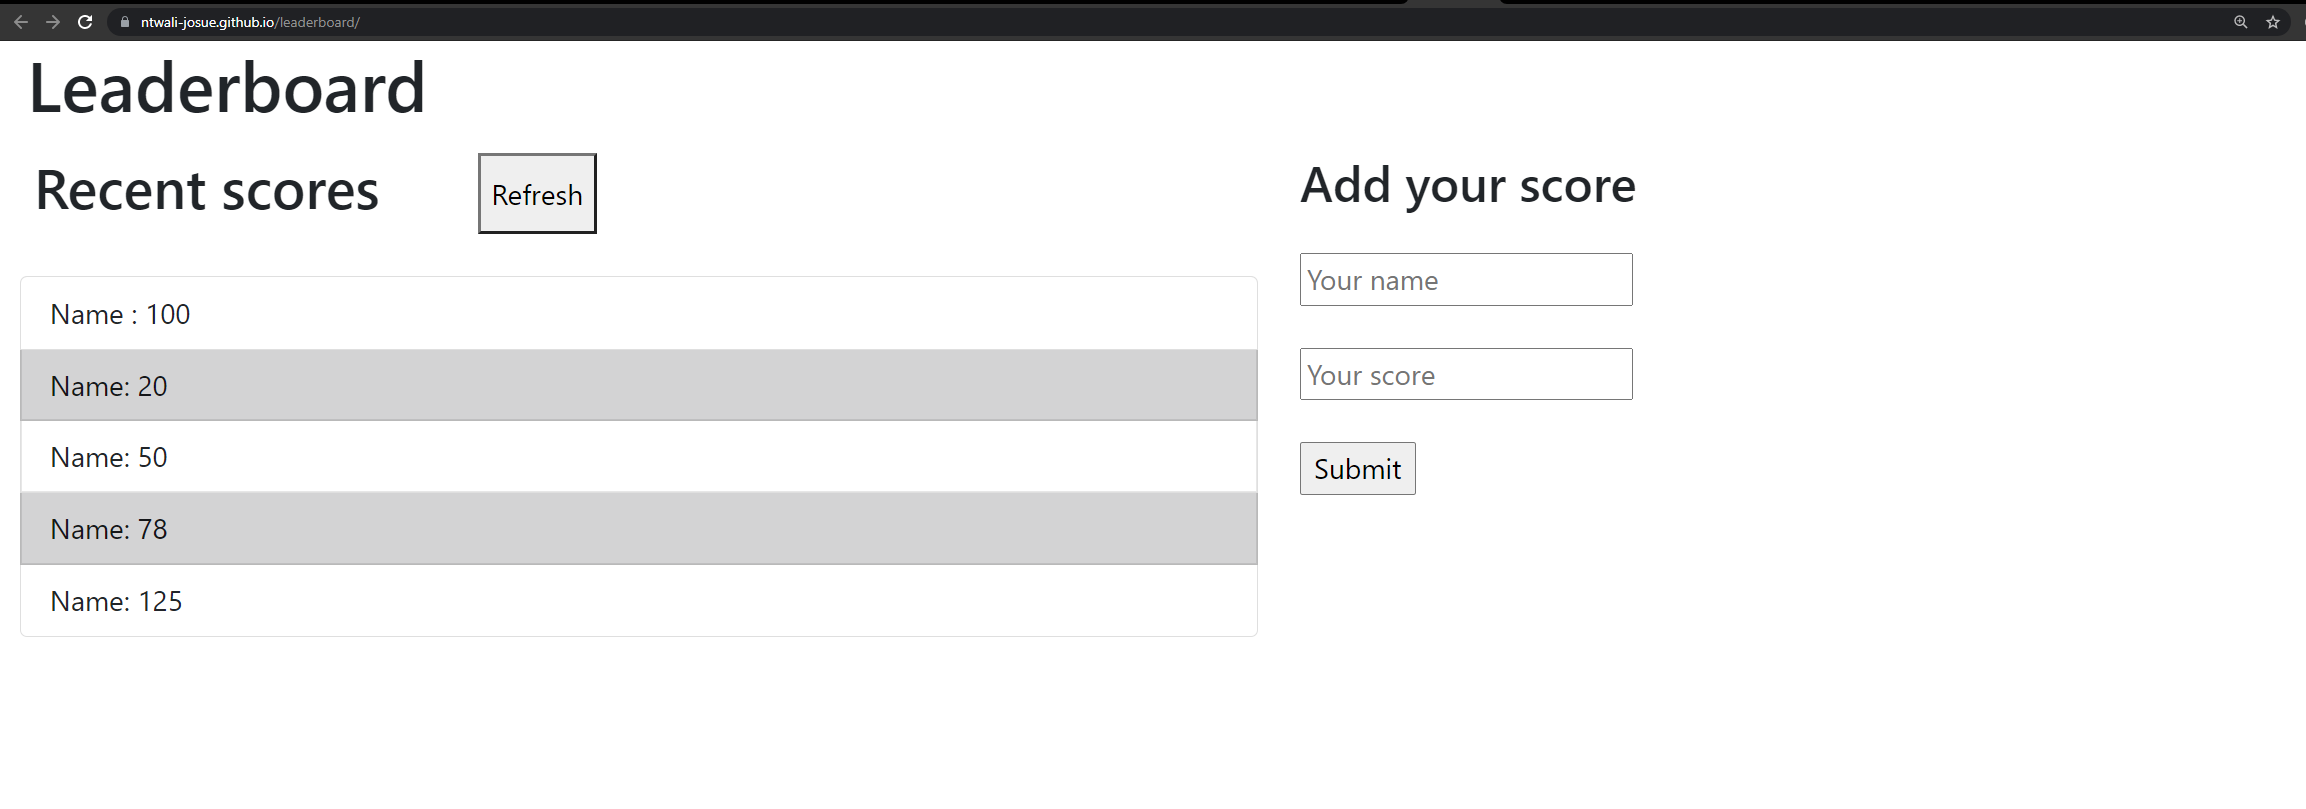 ntwali-josue.github.io/leaderboard/
Leaderboard
Recent scores
Refresh
Name : 100
Name: 20
Name: 50
Name: 78
Name: 125
Add your score
Your name
Your score
Submit